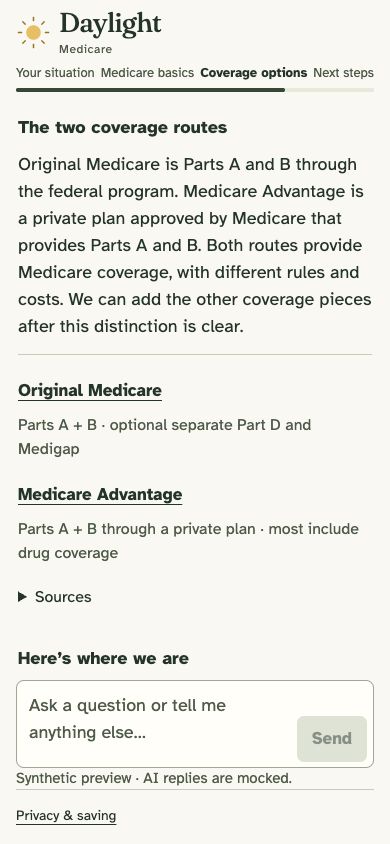 Daylight
Medicare
Your situation Medicare basics Coverage options Next steps
The two coverage routes
Original Medicare is Parts A and B through
the federal program. Medicare Advantage is
a private plan approved by Medicare that
provides Parts A and B. Both routes provide
Medicare coverage, with different rules and
costs. We can add the other coverage pieces
after this distinction is clear.
Original Medicare
Parts A + B · optional separate Part D and
Medigap
Medicare Advantage
Parts A + B through a private plan · most include
drug coverage
Sources
Here’s where we are
Ask a question or tell me
anything else...
Send
Synthetic preview · AI replies are mocked.
Privacy & saving